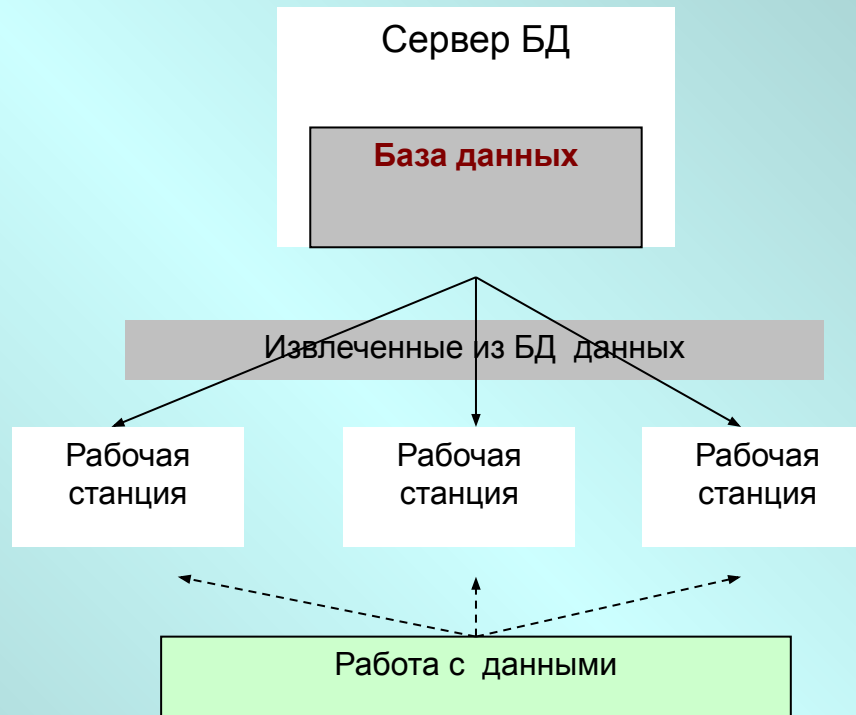 Сервер БД
База данных
Извлеченные из БД  данных
Рабочая
станция
Рабочая
станция
Рабочая
станция
Работа с  данными